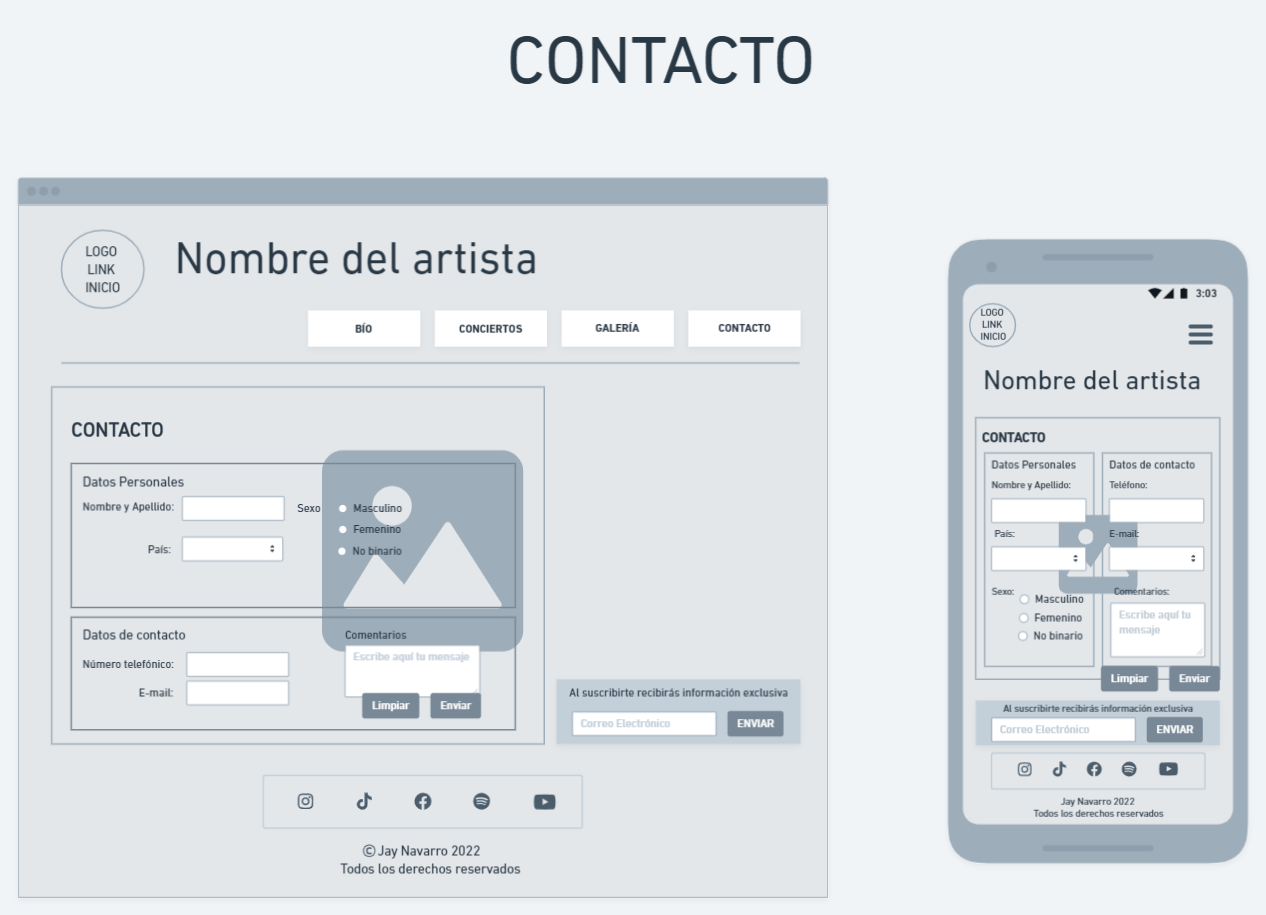 CONTACTO
LOGO
LINK
INICIO
Nombre del artista
BÍO
CONCIERTOS
GALERÍA
CONTACTO
CONTACTO
Datos Personales
Nombre y Apellido:
Sexo
Masculino
Femenino
No binario
País:
Datos de contacto
Número telefónico:
E-mail:
Comentarios
Escribe aquí tu mensaje
Limpiar
Enviar
Al suscribirte recibirás información exclusiva
Correo Electrónico
ENVIAR
© Jay Navarro 2022
Todos los derechos reservados
3:03
LOGO
LINK
INICIO
Nombre del artista
CONTACTO
Datos Personales
Nombre y Apellido:
País:
Sexo:
Masculino
Femenino
No binario
Datos de contacto
Teléfono:
E-mail:
Comentarios:
Escribe aquí tu
mensaje
Limpiar
Enviar
Al suscribirte recibirás información exclusiva
Correo Electrónico
ENVIAR
Jay Navarro 2022
Todos los derechos reservados